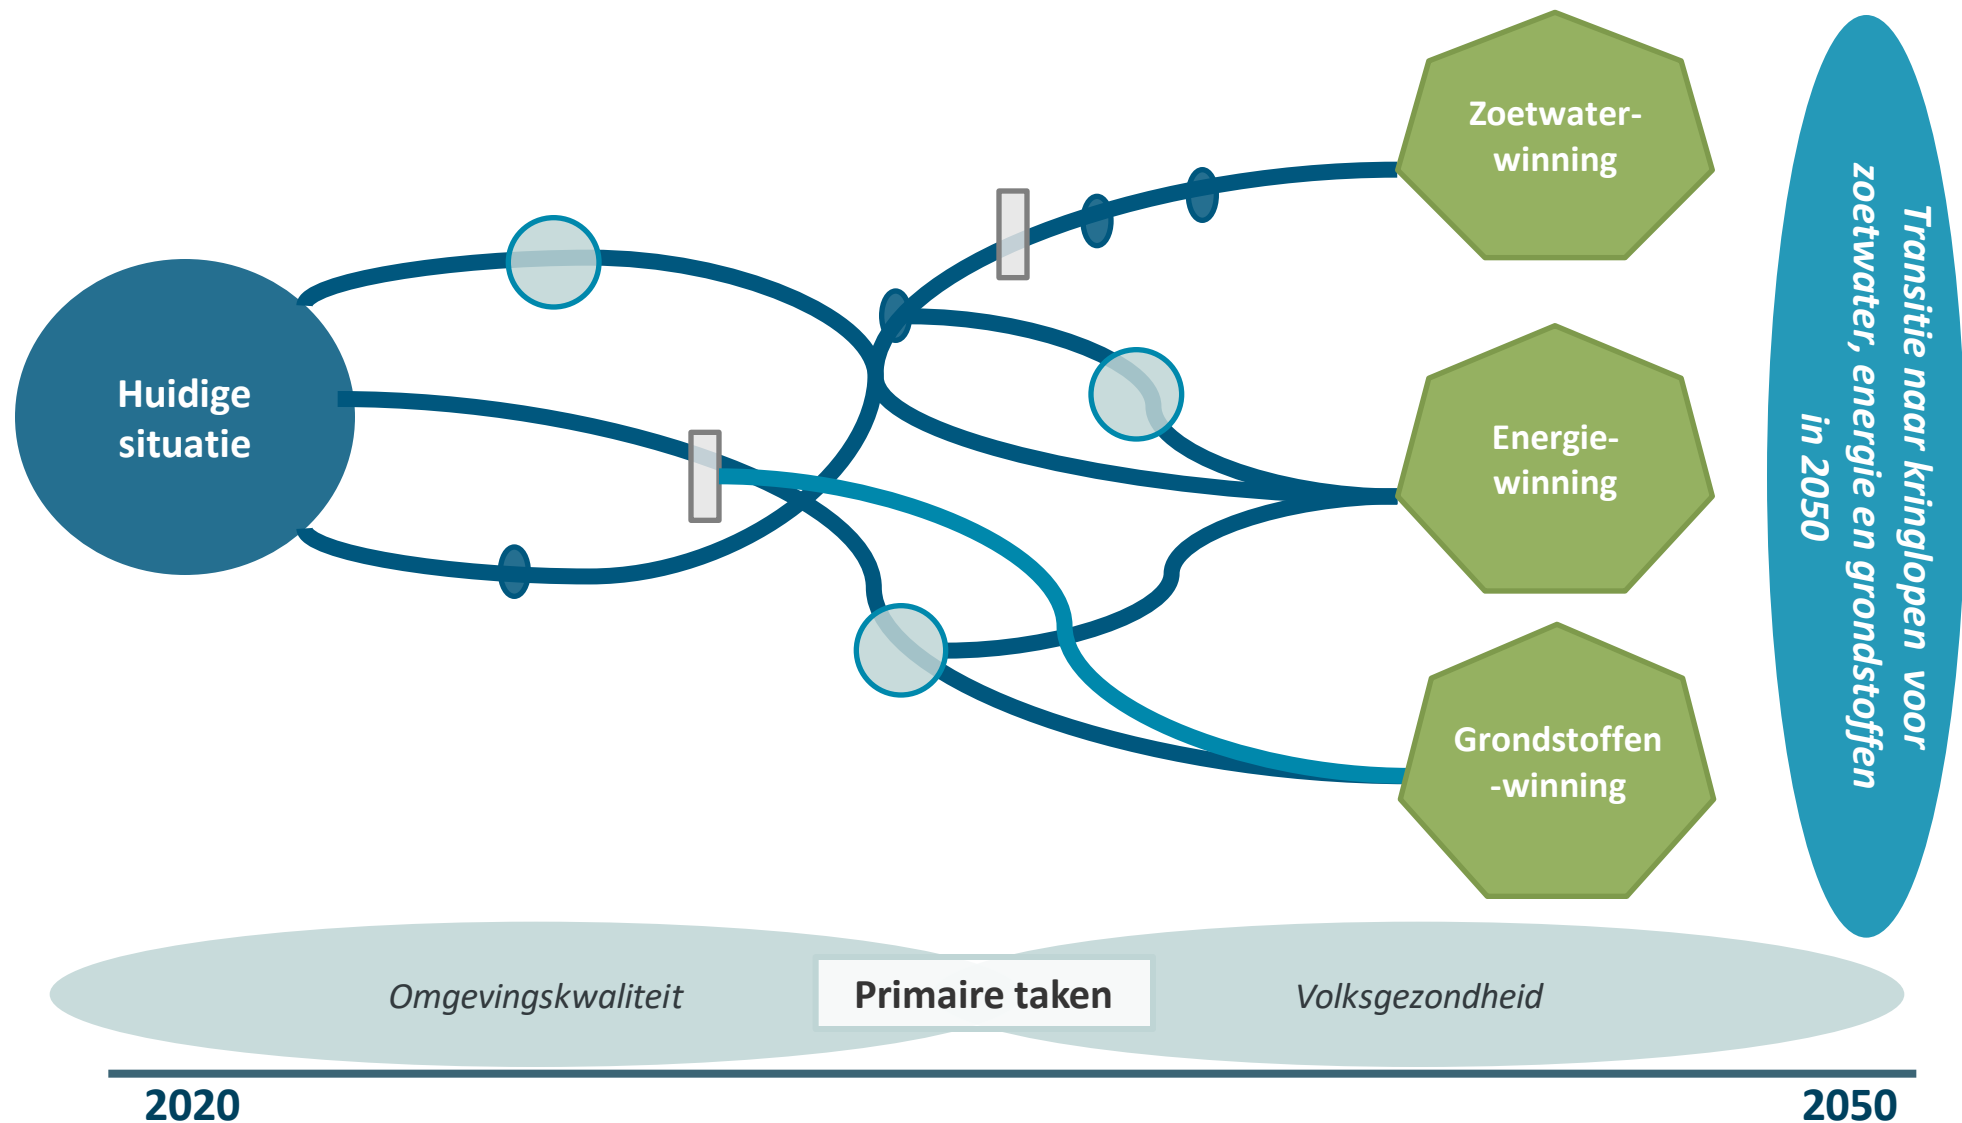 Zoetwater-
winning
Huidige
situatie
Energie-
winning
Grondstoffen
-winning
Transitie naar kringlopen voor
zoetwater, energie en grondstoffen
in 2050
Omgevingskwaliteit
Primaire taken
Volksgezondheid
2020
2050